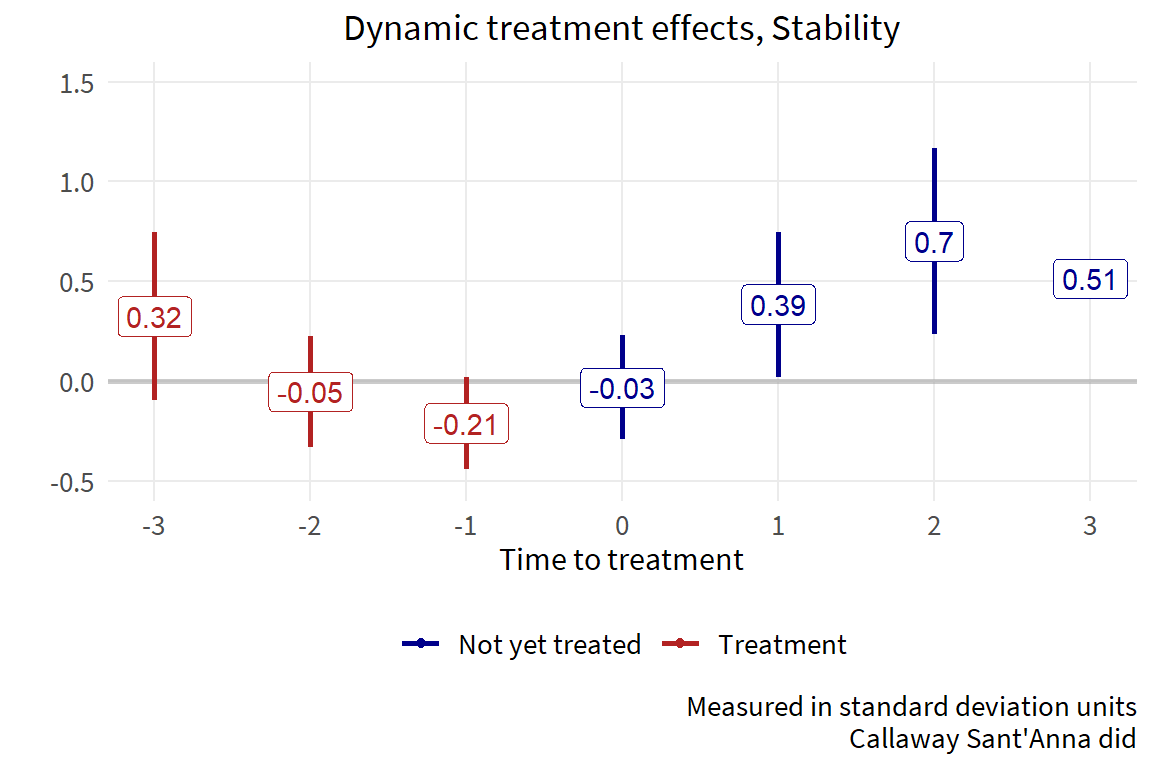 Dynamic treatment effects, Stability
1.5
1.0
0.5
0.0
-0.5
0.32
-0.05
-0.21
-0.03
0.39
0.7
0.51
-3 -2 -1 0 1 2 3
Time to treatment
Not yet treated Treatment
Measured in standard deviation units
Callaway Sant'Anna did